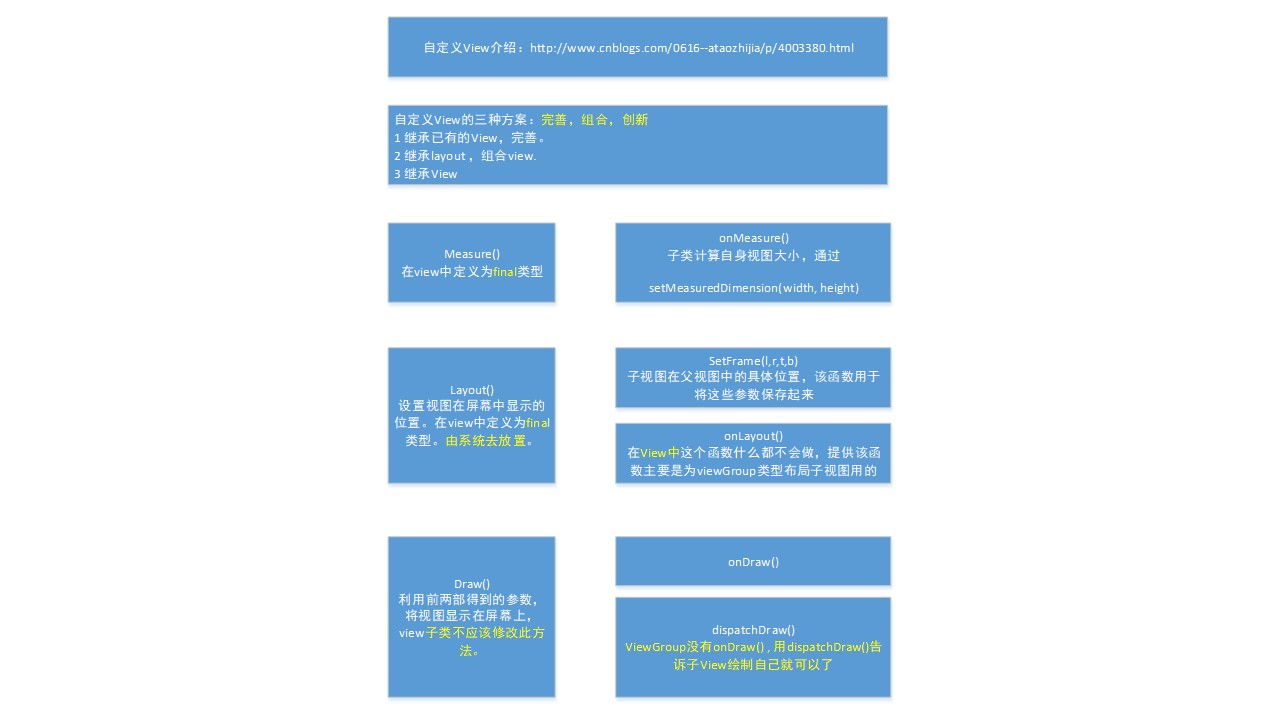 自定义View介绍：http://www.cnblogs.com/0616--ataozhijia/p/4003380.html
自定义View的三种方案：完善，组合，创新
1 继承已有的View，完善。
2 继承layout ，组合view.
3 继承View
Measure()
在view中定义为final类型
onMeasure()
子类计算自身视图大小，通过
setMeasuredDimension(width, height)
Layout()
设置视图在屏幕中显示的
位置。在view中定义为final
类型。由系统去放置。
SetFrame(l,r,t,b)
子视图在父视图中的具体位置，该函数用于
将这些参数保存起来
onLayout()
在View中这个函数什么都不会做，提供该函
数主要是为viewGroup类型布局子视图用的
Draw()
利用前两部得到的参数，
将视图显示在屏幕上，
view子类不应该修改此方
法。
onDraw()
dispatchDraw()
ViewGroup没有onDraw() , 用dispatchDraw()告
诉子View绘制自己就可以了